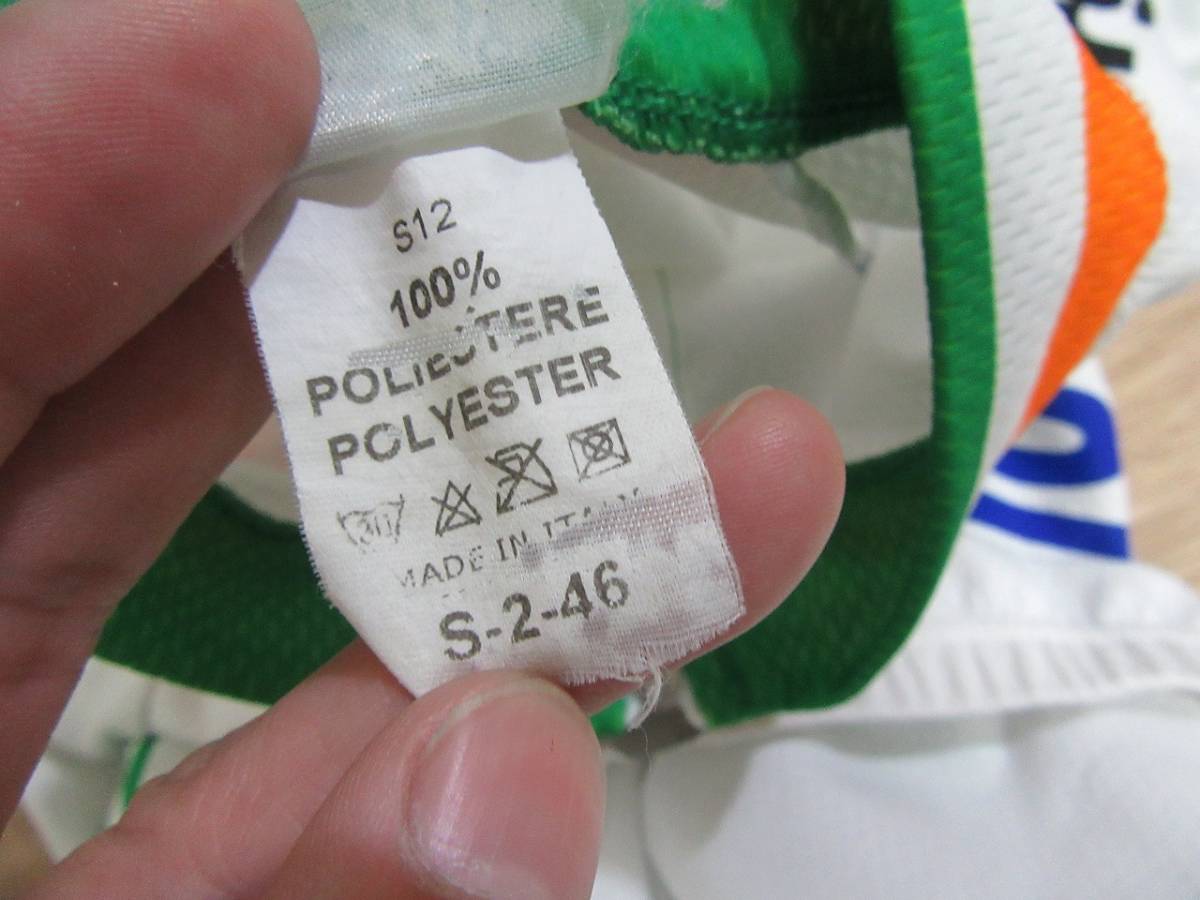 S12
100%
POLIESTERE
POLYESTER
30
MADE IN ITALY
S-2-46